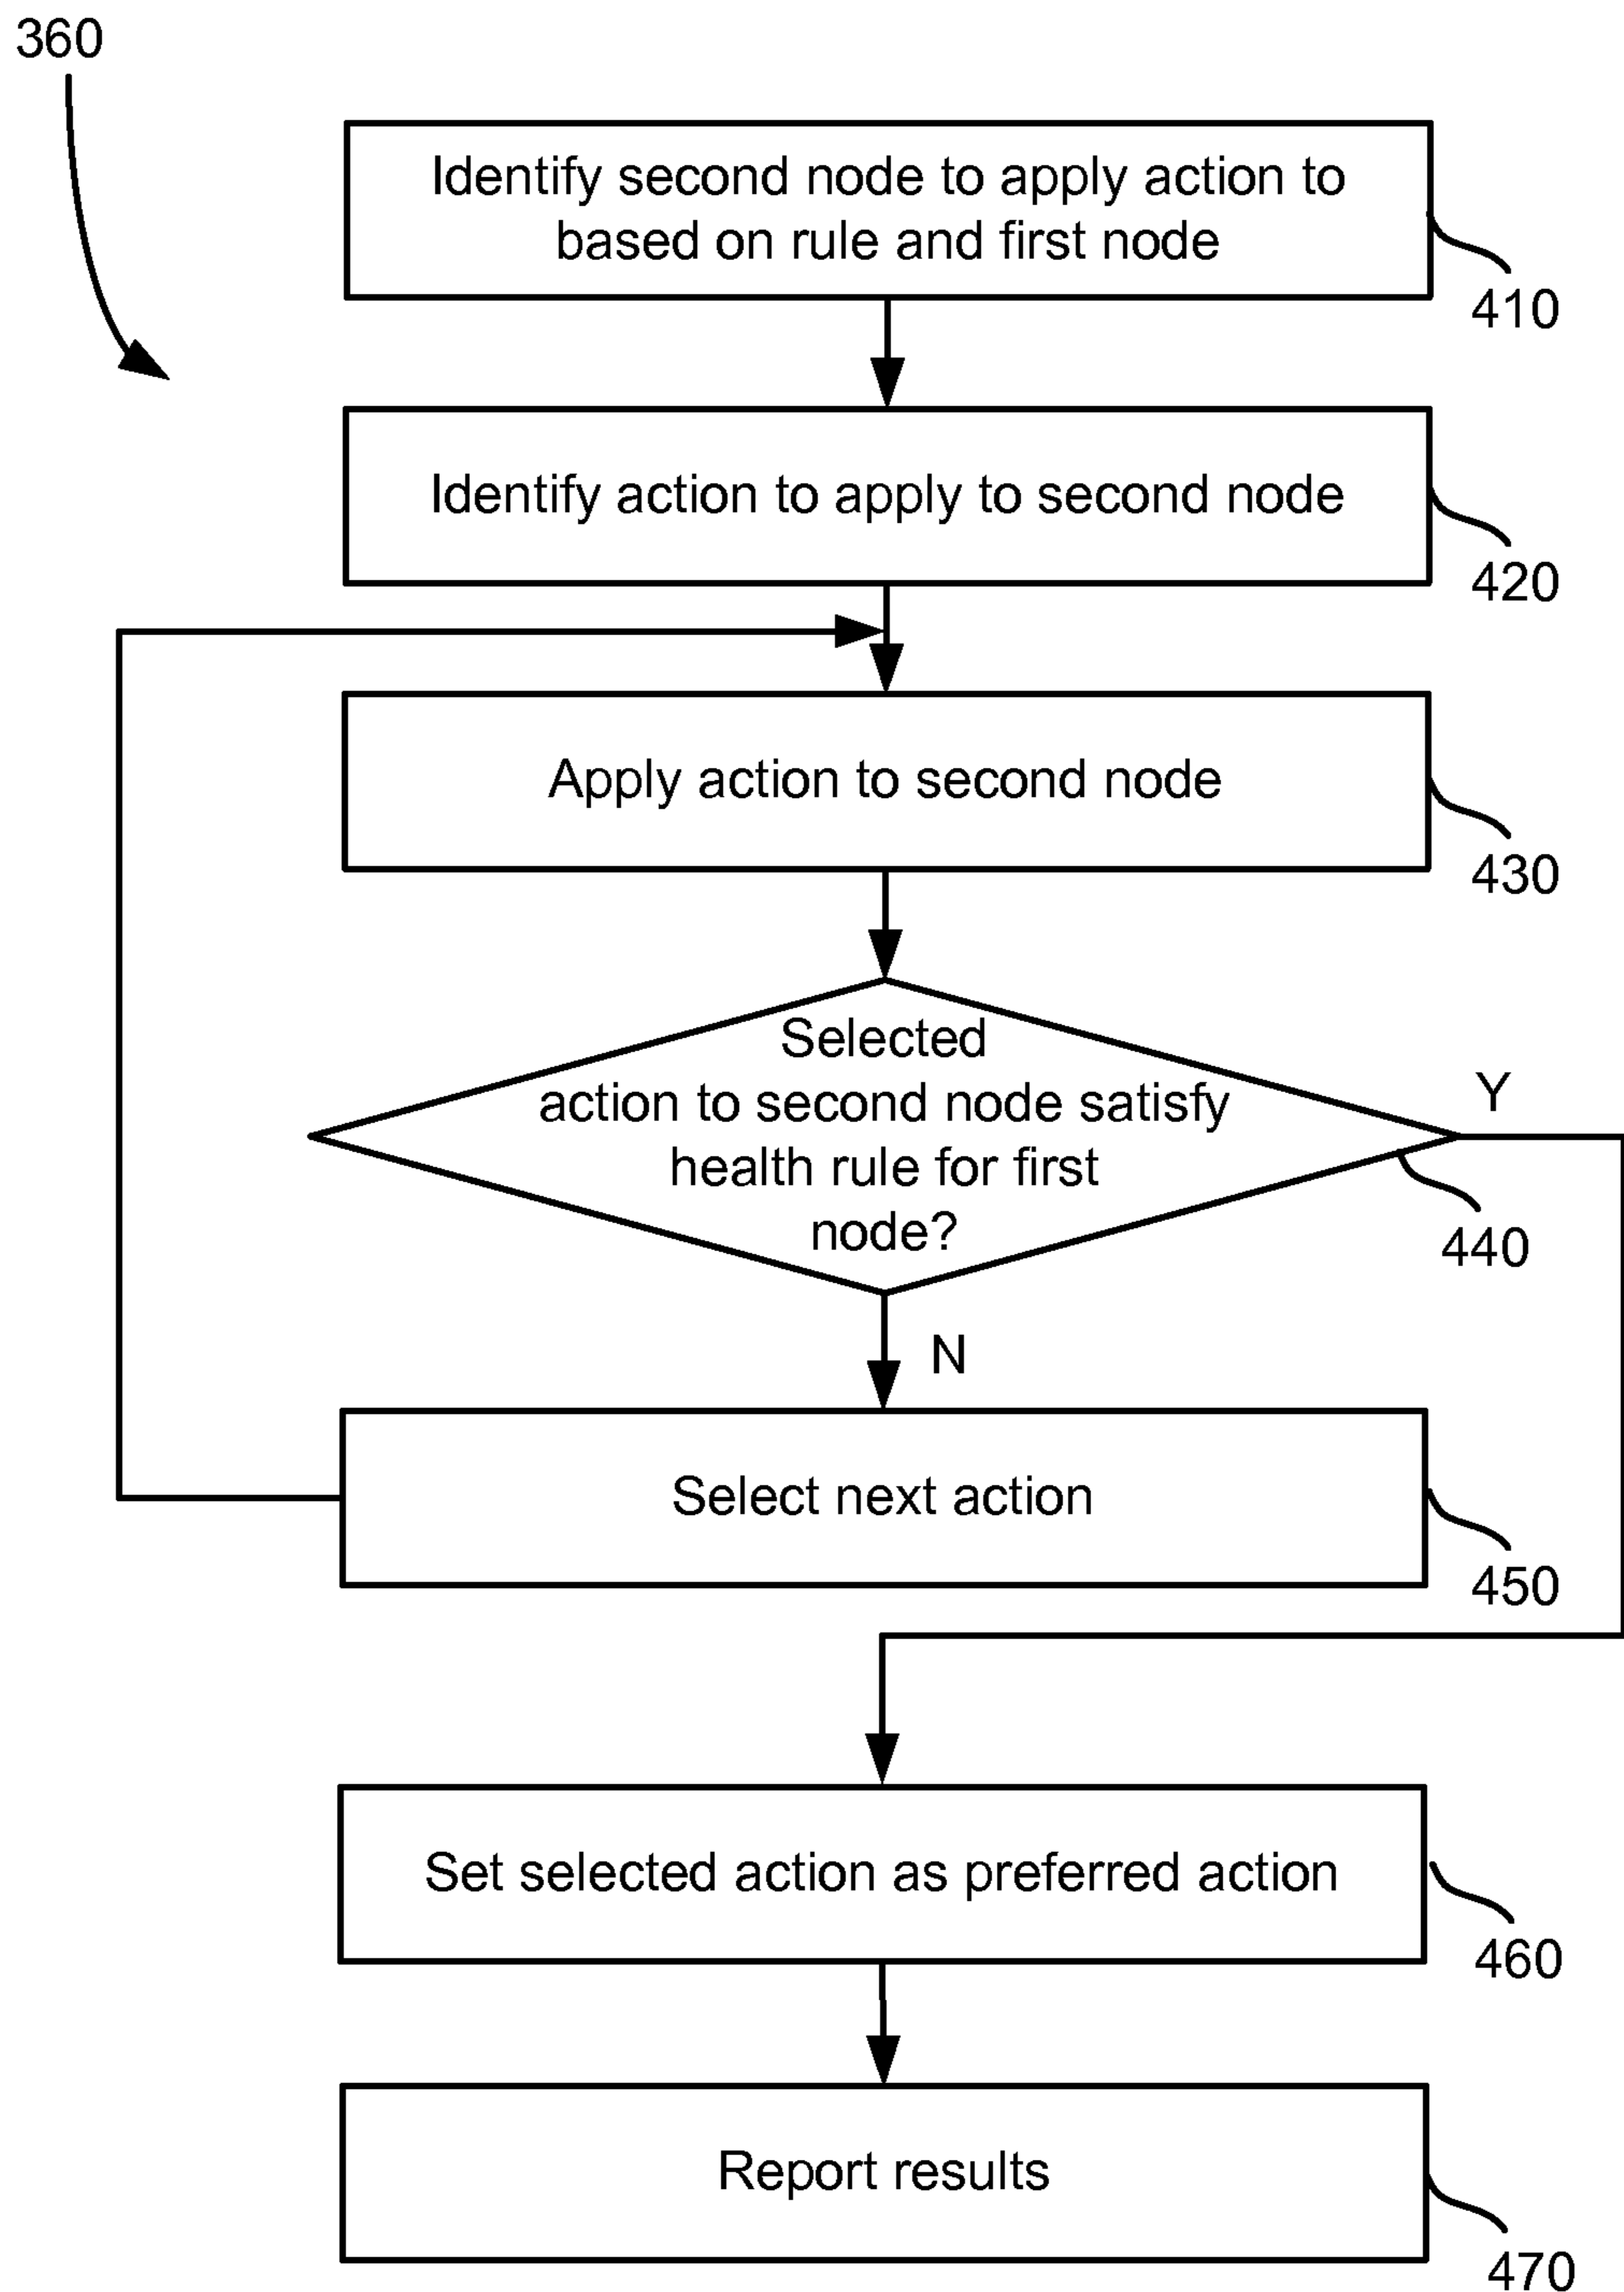 360
Identify second node to apply action to
based on rule and first node
410
Identify action to apply to second node
420
Apply action to second node
430
Selected
action to second node satisfy
health rule for first
node?
Y
440
N
Select next action
450
Set selected action as preferred action
460
Report results
470